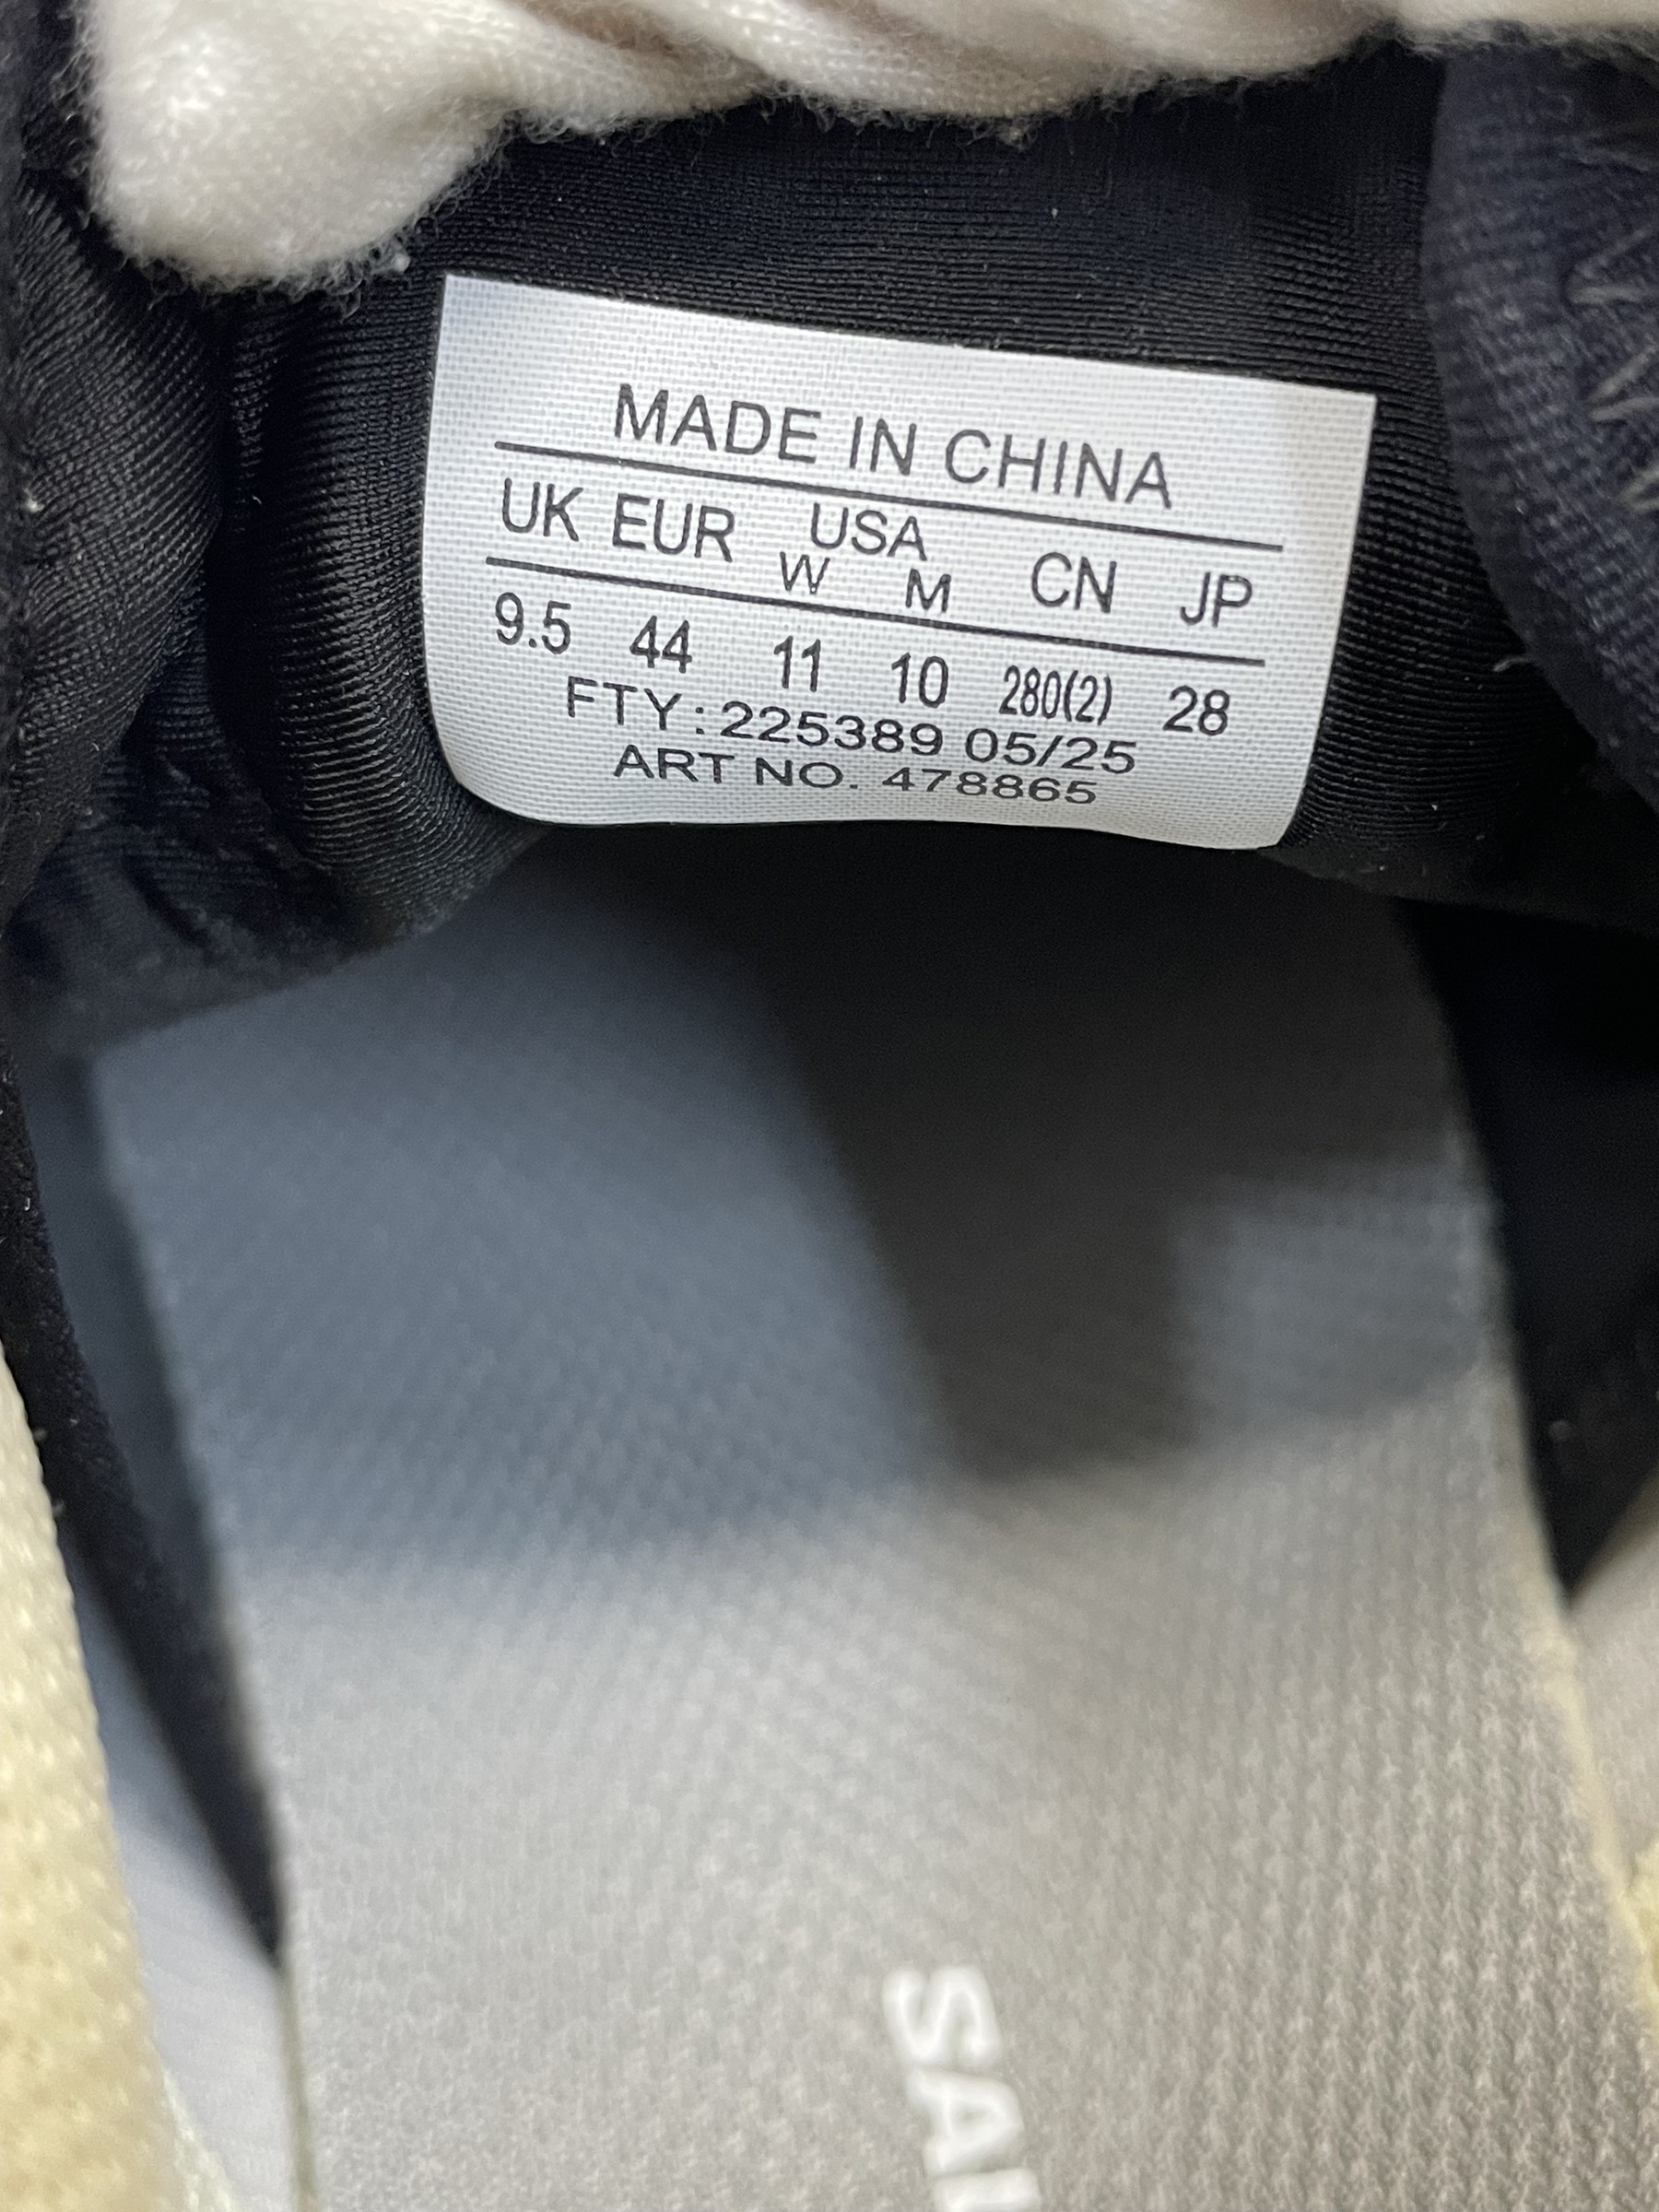 MADE IN CHINA
UK EUR USA CN JP
W M
9.5 44 11 10 280(2) 28
FTY:225389 05/25
ART NO. 478865